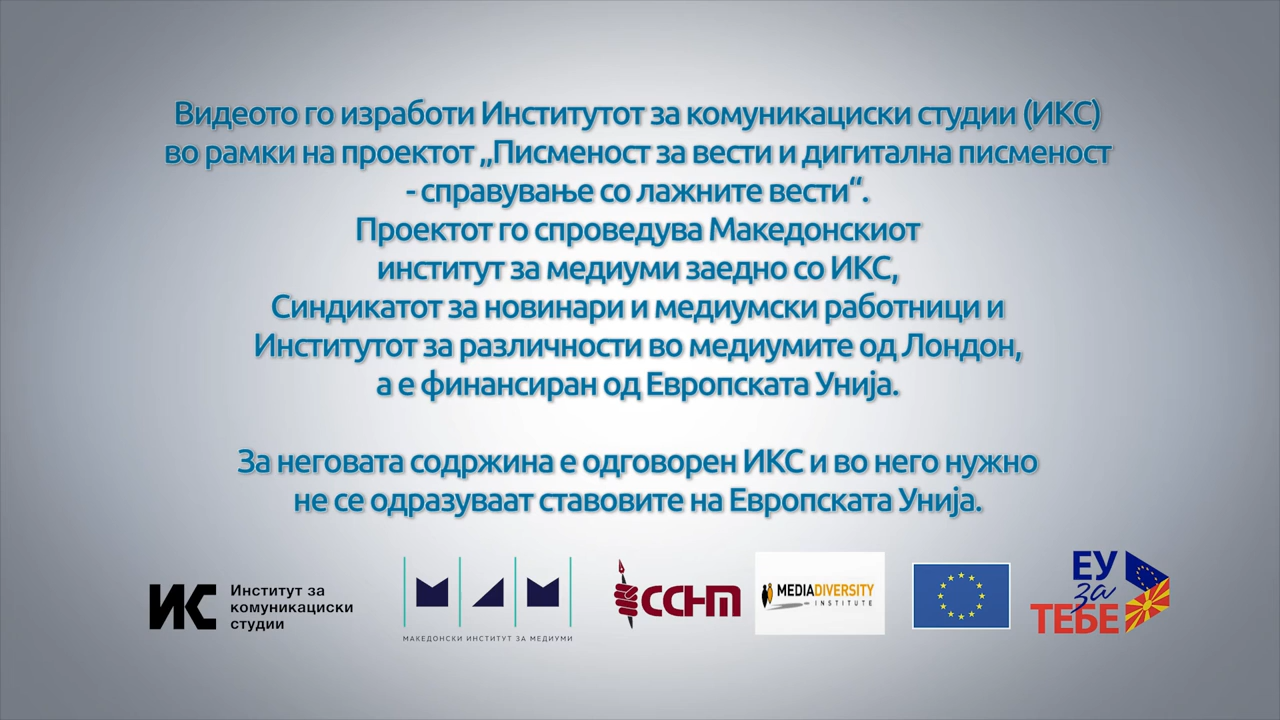 Видеото го изработи Институтот за комуникациски студии (ИКС)
во рамки на проектот „Писменост за вести и дигитална писменост
- справување со лажните вести“.
Проектот го спроведува Македонскиот
институт за медиуми заедно со ИКС,
Синдикатот за новинари и медиумски работници и
Институтот за различности во медиумите од Лондон,
а е финансиран од Европската Унија.
За неговата содржина е одговорен ИКС и во него нужно
не се одразуваат ставовите на Европската Унија.
ИКС
Институт за
комуникациски
студии
МИМ
МАКЕДОНСКИ ИНСТИТУТ ЗА МЕДИУМИ
ССНМ
MEDIADIVERSITY
INSTITUTE
ЕУ
за
ТЕБЕ